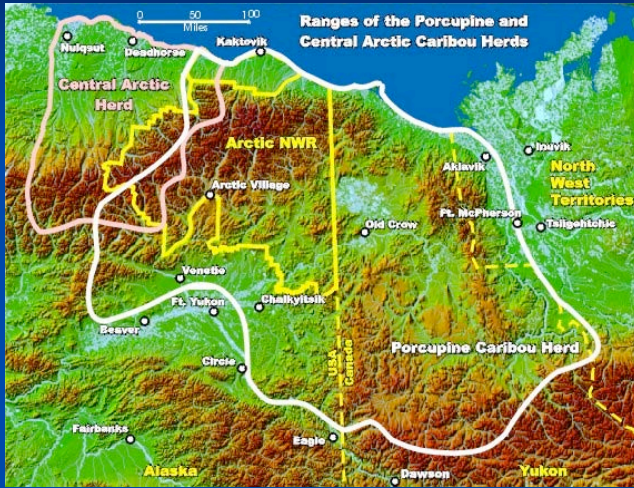 0 50 100
Miles
Ranges of the Porcupine and
Central Arctic Caribou Herds
Nuiqsut
Deadhorse
Kaktovik
Central Arctic
Herd
Arctic NWR
Aklavik
Inuvik
North
West
Territories
Arctic Village
Old Crow
Ft. McPherson
Tsiigehtchic
Venetie
Ft. Yukon
Chalkyitsik
Beaver
USA
Canada
Porcupine Caribou Herd
Circle
Fairbanks
Eagle
Alaska
Dawson
Yukon